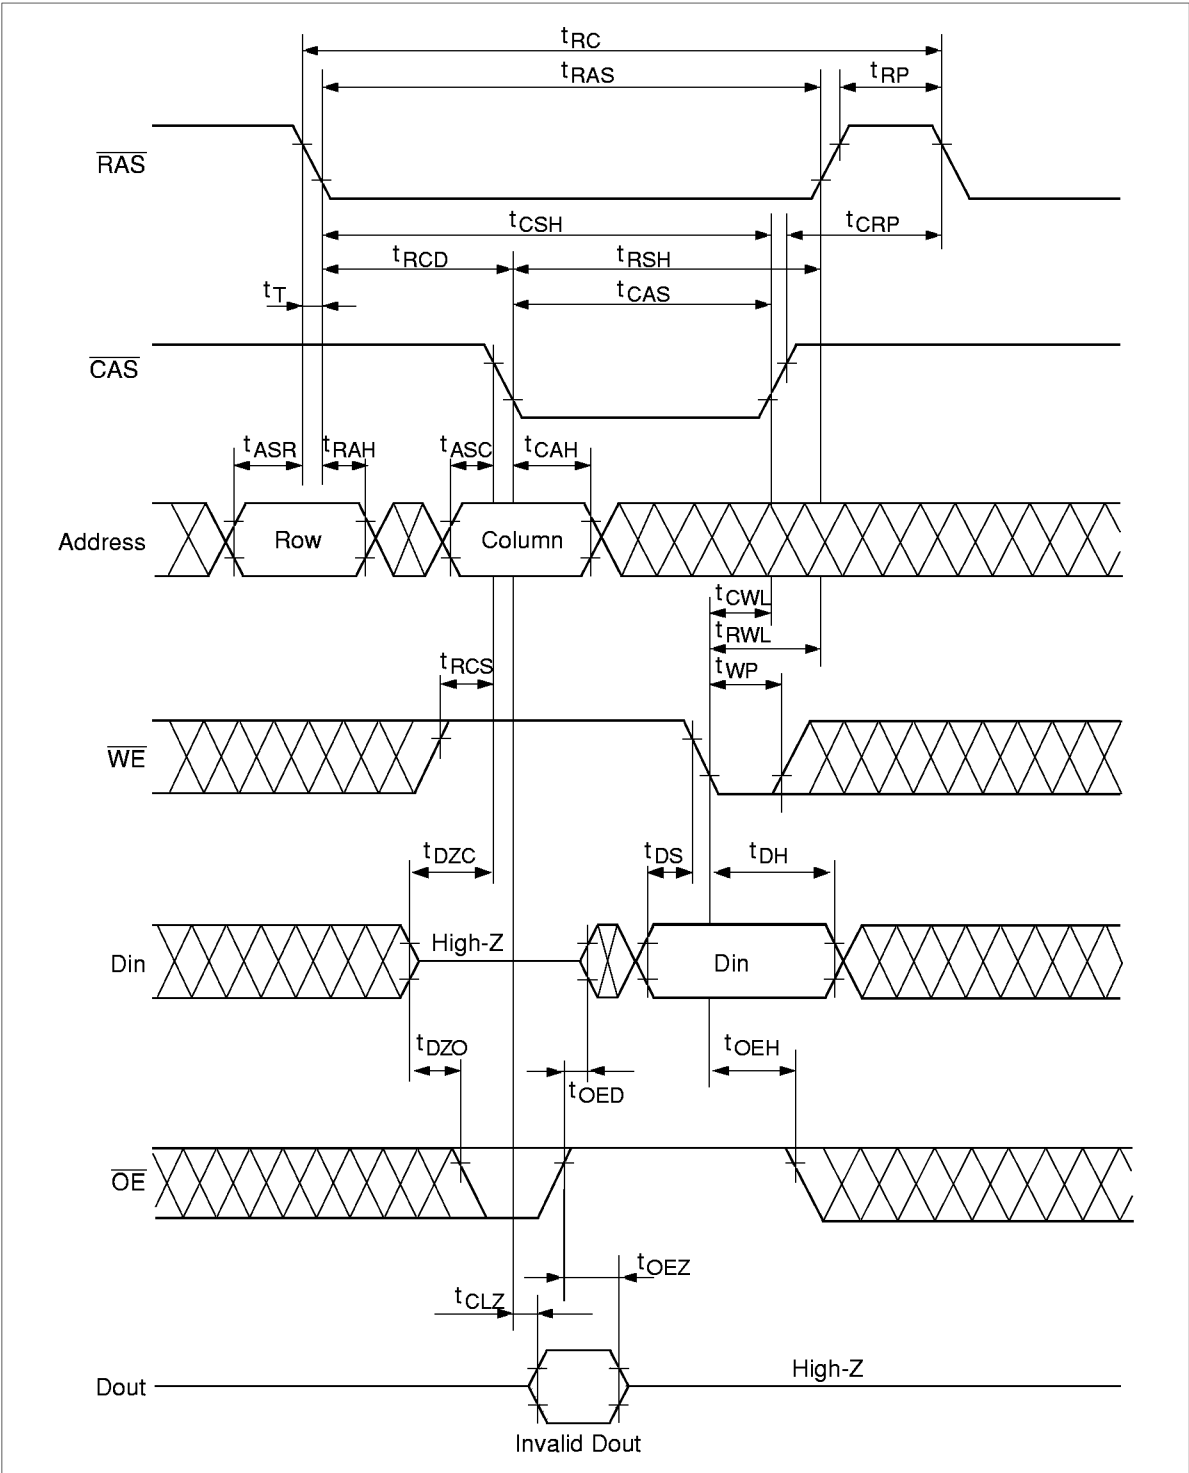 tRC
tRAS
tRP
RAS
tCSH
tCRP
tRCD
tRSH
tT
tCAS
CAS
tASR
tRAH
tASC
tCAH
Address
Row
Column
tCWL
tRWL
tRCS
tWP
WE
tDZC
tDS
tDH
High-Z
Din
Din
tDZO
tOEH
tOED
OE
tOEZ
tCLZ
High-Z
Dout
Invalid Dout